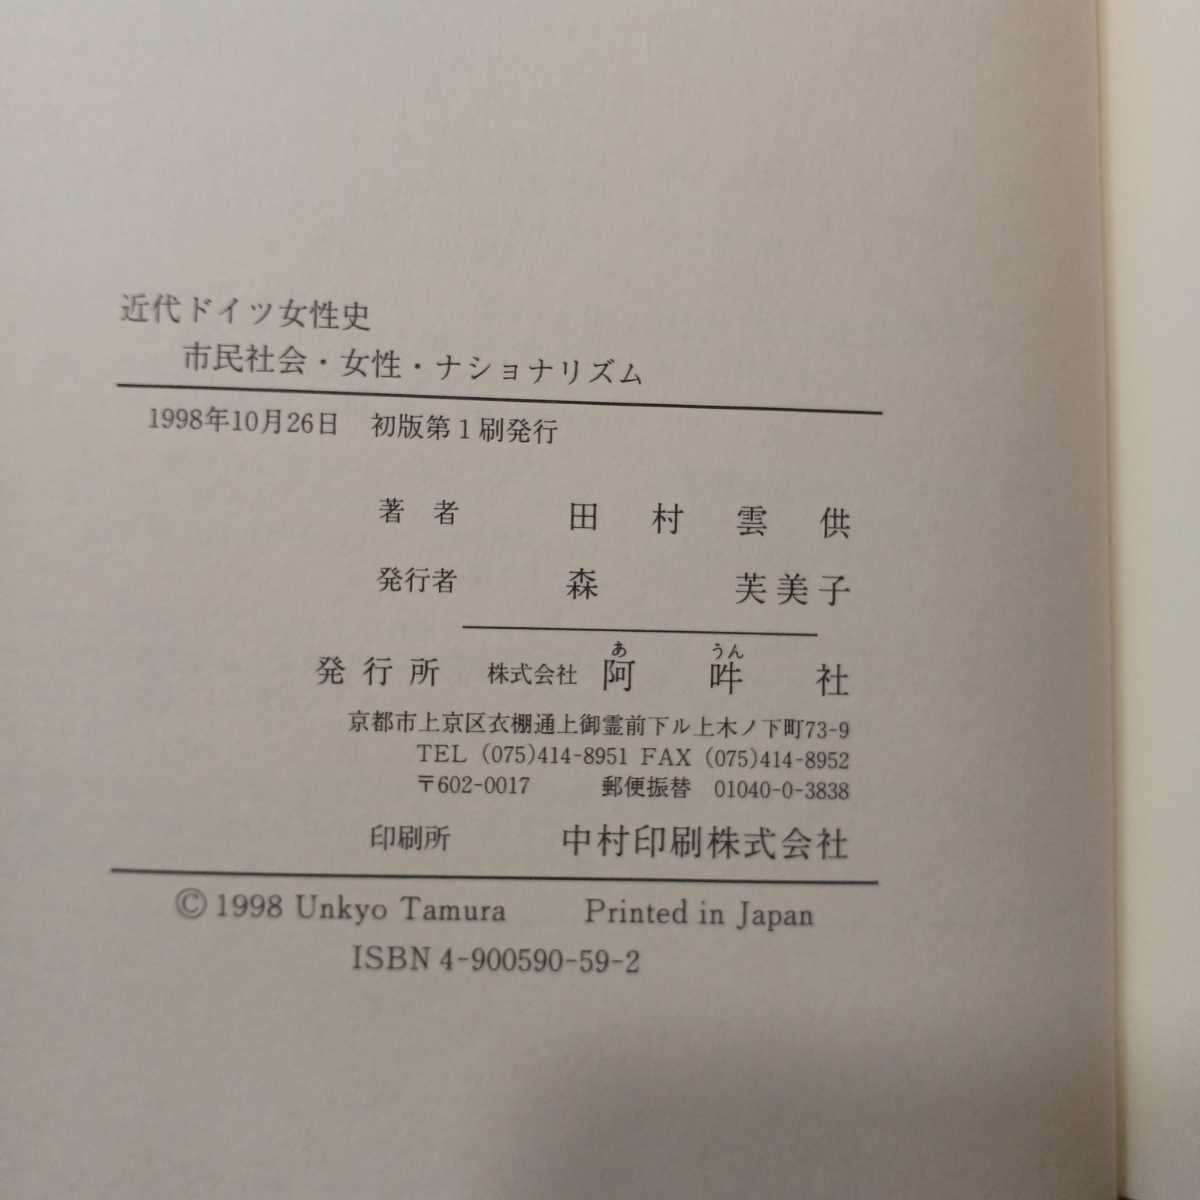 近代ドイツ女性史
市民社会・女性・ナショナリズム
1998年10月26日 初版第1刷発行
著者 田村雲供
発行者 森 芙美子
あ うん
発行所 株式会社 阿吽社
京都市上京区衣棚通上御霊前下ル上木ノ下町73-9
TEL (075)414-8951 FAX (075)414-8952
〒602-0017 郵便振替 01040-0-3838
印刷所 中村印刷株式会社
© 1998 Unkyo Tamura Printed in Japan
ISBN 4-900590-59-2